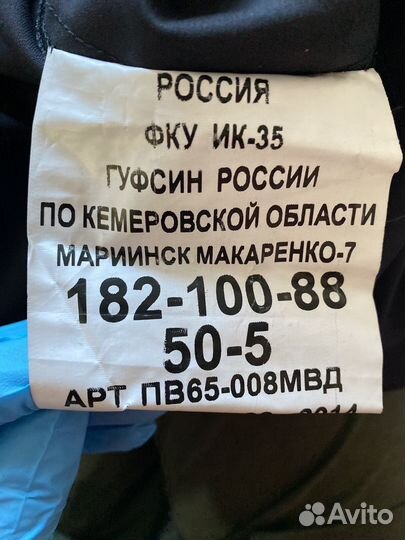 РОССИЯ
ФКУ ИК-35
ГУФСИН РОССИИ
ПО КЕМЕРОВСКОЙ ОБЛАСТИ
МАРИИНСК МАКАРЕНКО-7
182-100-88
50-5
АРТ ПВ65-008МВД
2014
Avito